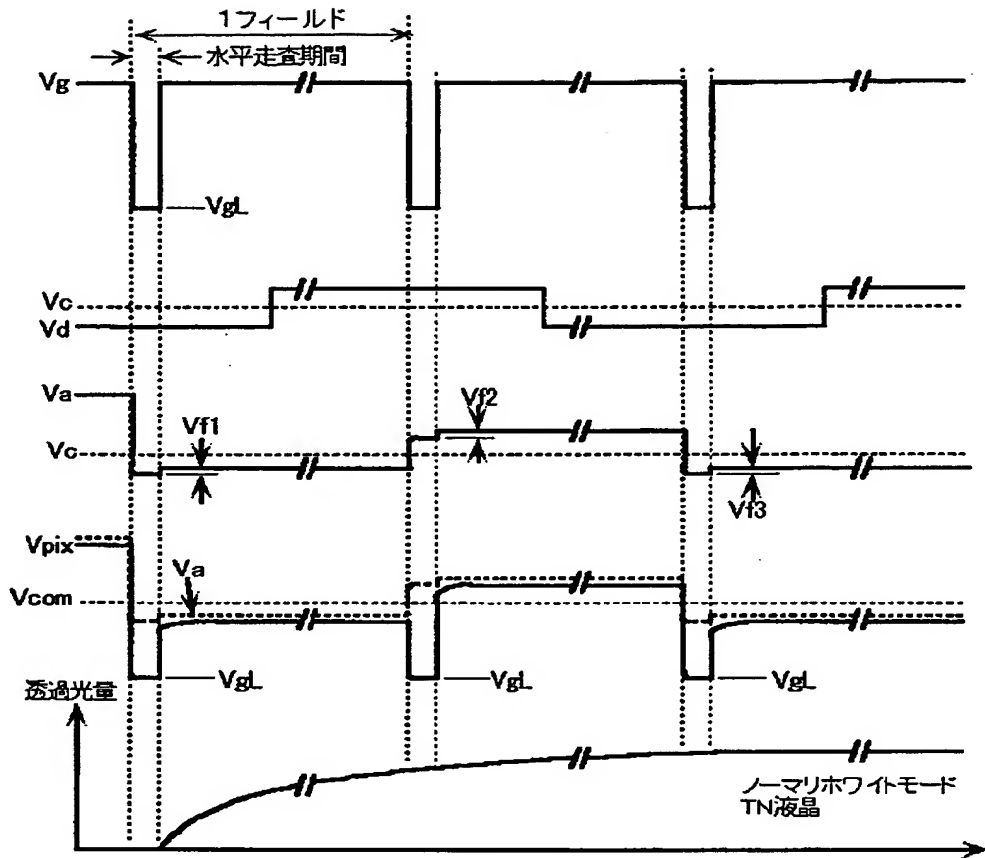 1フィールド
水平走査期間
Vg
VgL
Vc
Vd
Va
Vf1
Vf2
Vc
Vf3
Vpix
Va
Vcom
VgL
VgL
VgL
透過光量
ノーマリホワイトモード
TN液晶